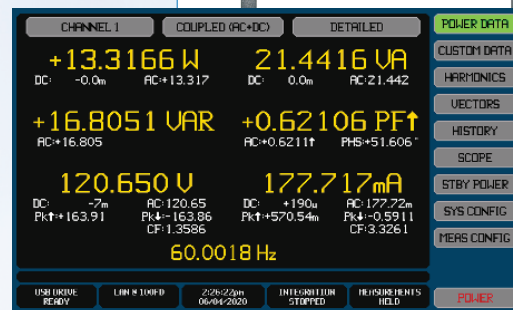 CHANNEL 1 COUPLED (AC+DC) DETAILED POWER DATA
CUSTOM DATA
HARMONICS
VECTORS
HISTORY
SCOPE
STBY POWER
SYS CONFIG
MEAS CONFIG
POWER
+13.3166 W 21.4416 VA
DC: -0.0m AC:+13.317 DC: 0.0m AC:21.442
+16.8051 VAR +0.62106 PF↑
AC:+16.805 AC:+0.6211↑ PHS:+51.606°
120.650 V 177.717mA
DC: -7m AC:120.65 DC: +190u AC:177.72m
Pk↑:+163.91 Pk↓:-163.86 Pk↑:+570.54m Pk↓:-0.5911
CF:1.3586 CF:3.3261
60.0018 Hz
USB DRIVE READY LAN @ 100FD 2:26:22pm 06/04/2020 INTEGRATION STOPPED MEASUREMENTS HELD